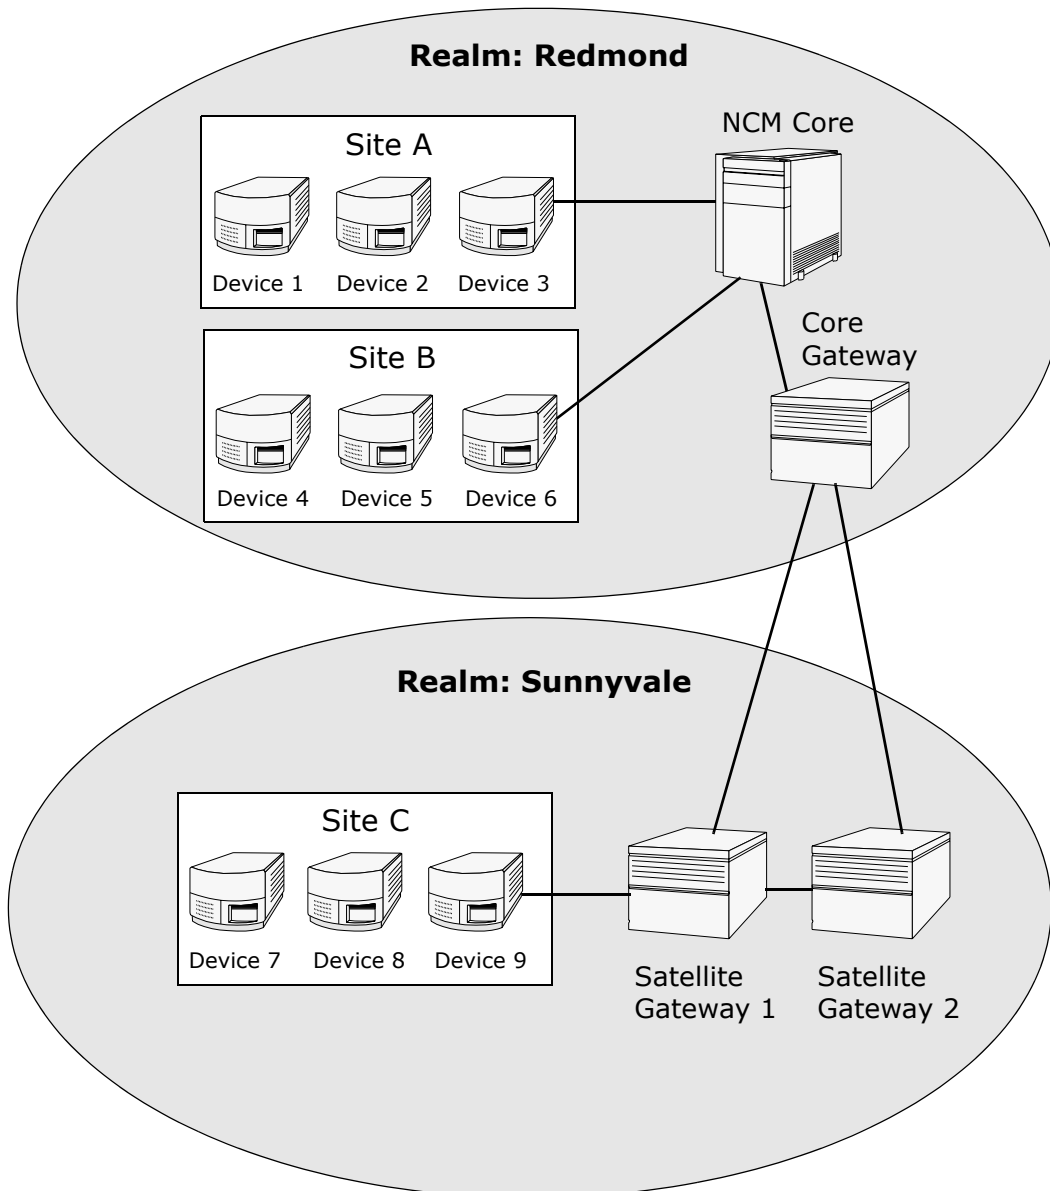 Realm: Redmond
NCM Core
Site A
Device 1
Device 2
Device 3
Core
Gateway
Site B
Device 4
Device 5
Device 6
Realm: Sunnyvale
Site C
Device 7
Device 8
Device 9
Satellite
Gateway 1
Satellite
Gateway 2